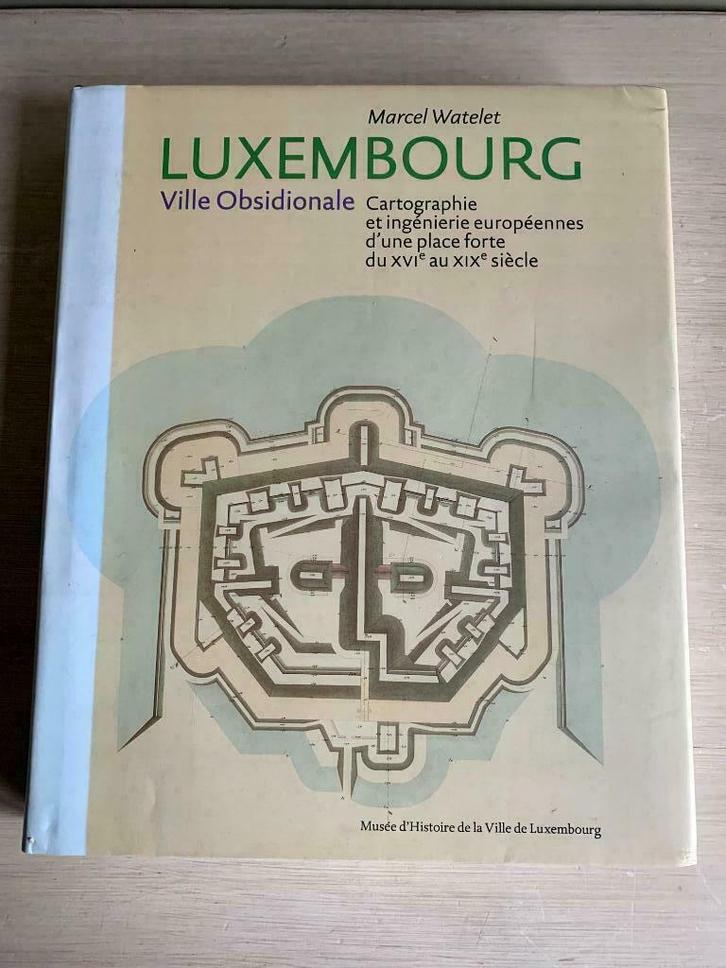 Marcel Watelet
LUXEMBOURG
Ville Obsidionale
Cartographie
et ingénierie européennes
d'une place forte
du XVIe au XIXe siècle
Musée d'Histoire de la Ville de Luxembourg